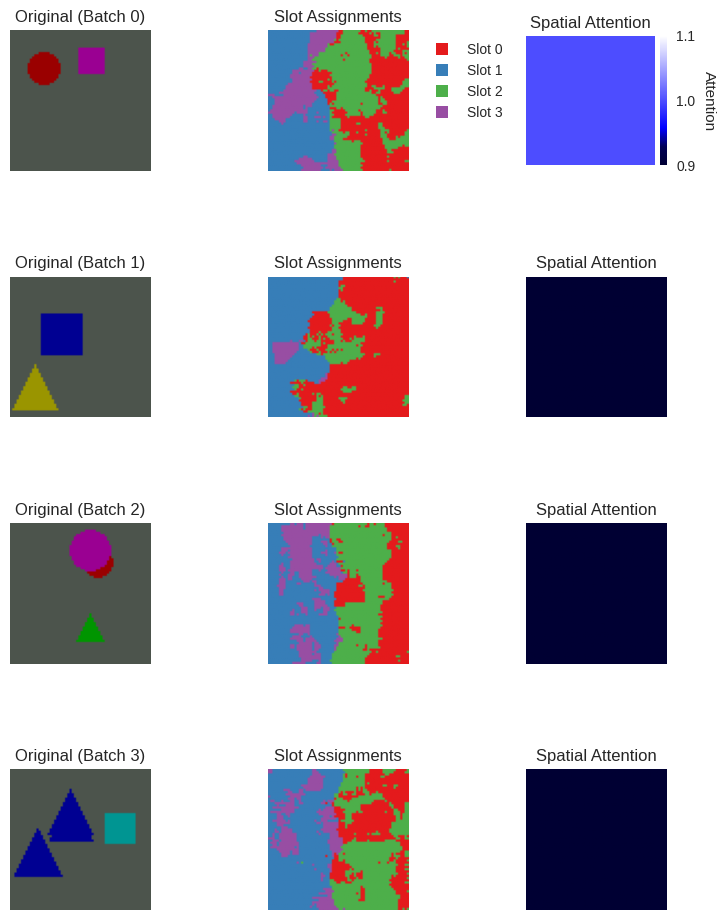 Original (Batch 0)
Slot Assignments
Spatial Attention
Slot 0
Slot 1
Slot 2
Slot 3
1.1
1.0
0.9
Attention
Original (Batch 1)
Slot Assignments
Spatial Attention
Original (Batch 2)
Slot Assignments
Spatial Attention
Original (Batch 3)
Slot Assignments
Spatial Attention